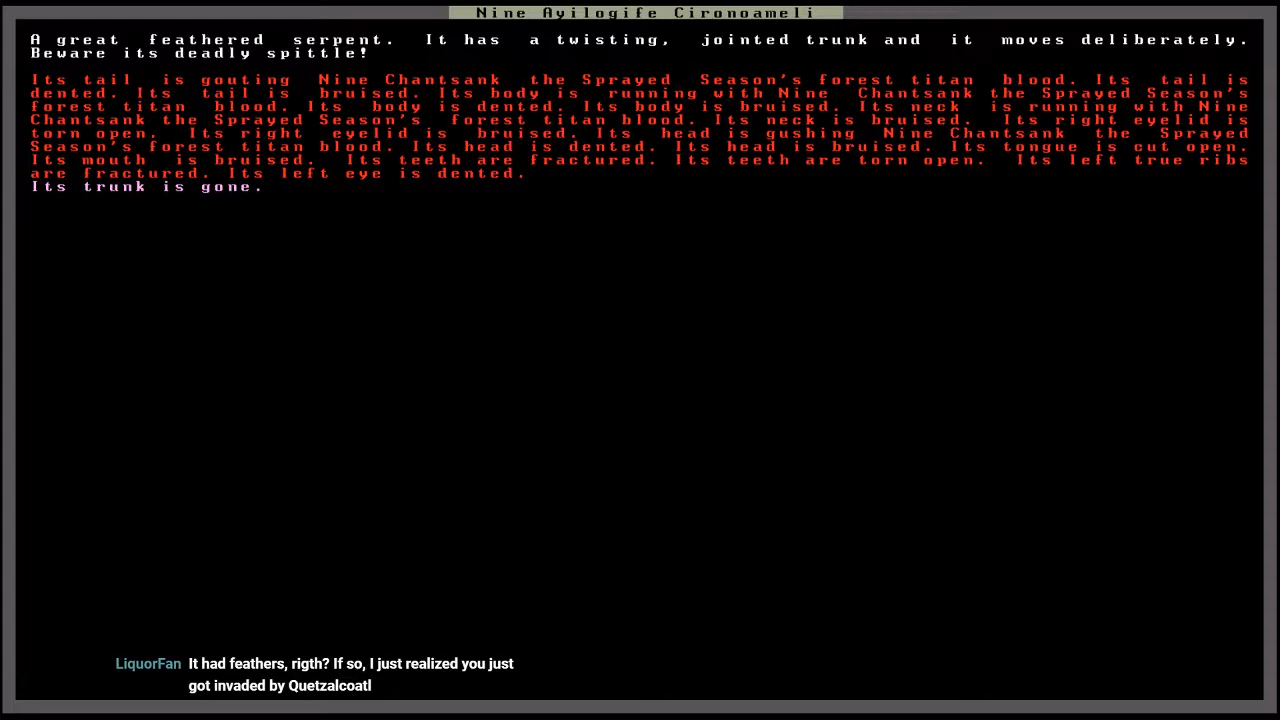 Nine Ayilogife Cironoameli
A great feathered serpent. It has a twisting, jointed trunk and it moves deliberately.
Beware its deadly spittle!
Its tail is gouting Nine Chantsank the Sprayed Season's forest titan blood. Its tail is
dented. Its tail is bruised. Its body is running with Nine Chantsank the Sprayed Season's
forest titan blood. Its body is dented. Its body is bruised. Its neck is running with Nine
Chantsank the Sprayed Season's forest titan blood. Its neck is bruised. Its right eyelid is
torn open. Its right eyelid is bruised. Its head is gushing Nine Chantsank the Sprayed
Season's forest titan blood. Its head is dented. Its head is bruised. Its tongue is cut open.
Its mouth is bruised. Its teeth are fractured. Its teeth are torn open. Its left true ribs
are fractured. Its left eye is dented.
Its trunk is gone.
LiquorFan It had feathers, rigth? If so, I just realized you just
got invaded by Quetzalcoatl